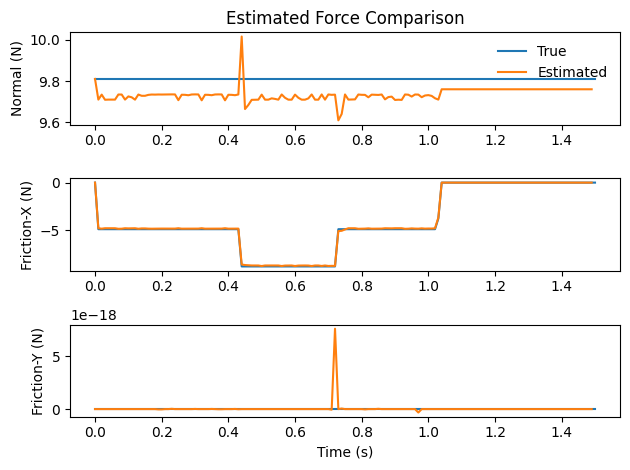 Estimated Force Comparison
Normal (N)
10.0
9.8
9.6
True
Estimated
0.0 0.2 0.4 0.6 0.8 1.0 1.2 1.4
Friction-X (N)
0
−5
0.0 0.2 0.4 0.6 0.8 1.0 1.2 1.4
1e−18
Friction-Y (N)
5
0
0.0 0.2 0.4 0.6 0.8 1.0 1.2 1.4
Time (s)